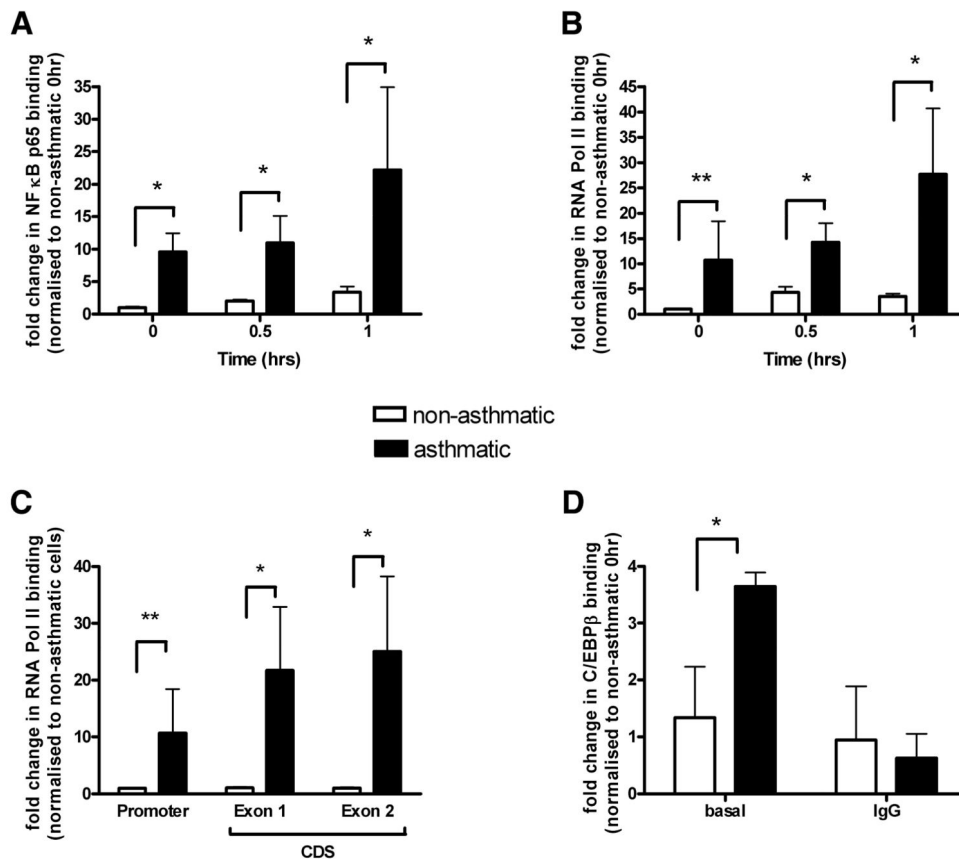 A
fold change in NFκB p65 binding
(normalised to non-asthmatic 0hr)
35
30
25
20
15
10
5
0
*
*
*
0 0.5 1
Time (hrs)
B
fold change in RNA Pol II binding
(normalised to non-asthmatic 0hr)
45
40
35
30
25
20
15
10
5
0
**
*
*
0 0.5 1
Time (hrs)
non-asthmatic
asthmatic
C
fold change in RNA Pol II binding
(normalised to non-asthmatic cells)
40
30
20
10
0
**
*
*
Promoter Exon 1 Exon 2
CDS
D
fold change in C/EBPβ binding
(normalised to non-asthmatic 0hr)
4
3
2
1
0
*
basal IgG